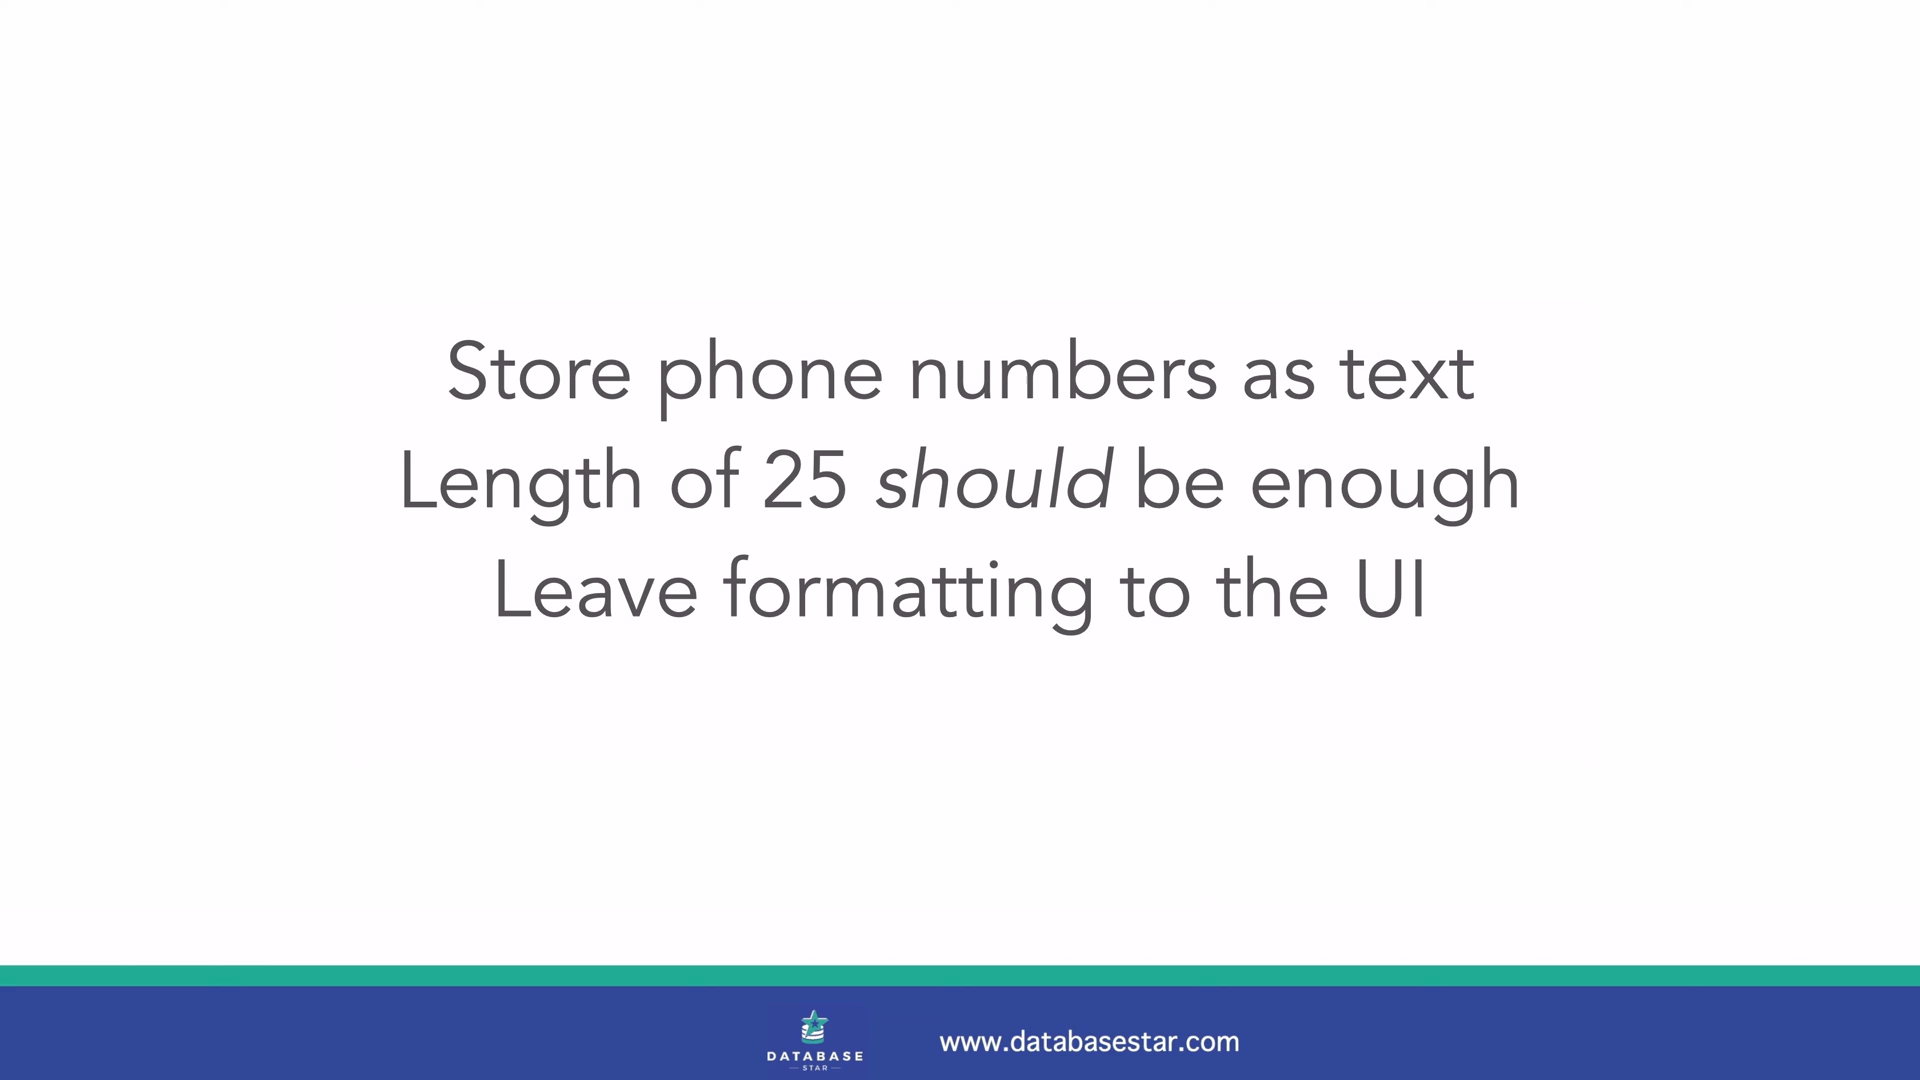 Store phone numbers as text
Length of 25 should be enough
Leave formatting to the UI
DATABASE
STAR
www.databasestar.com